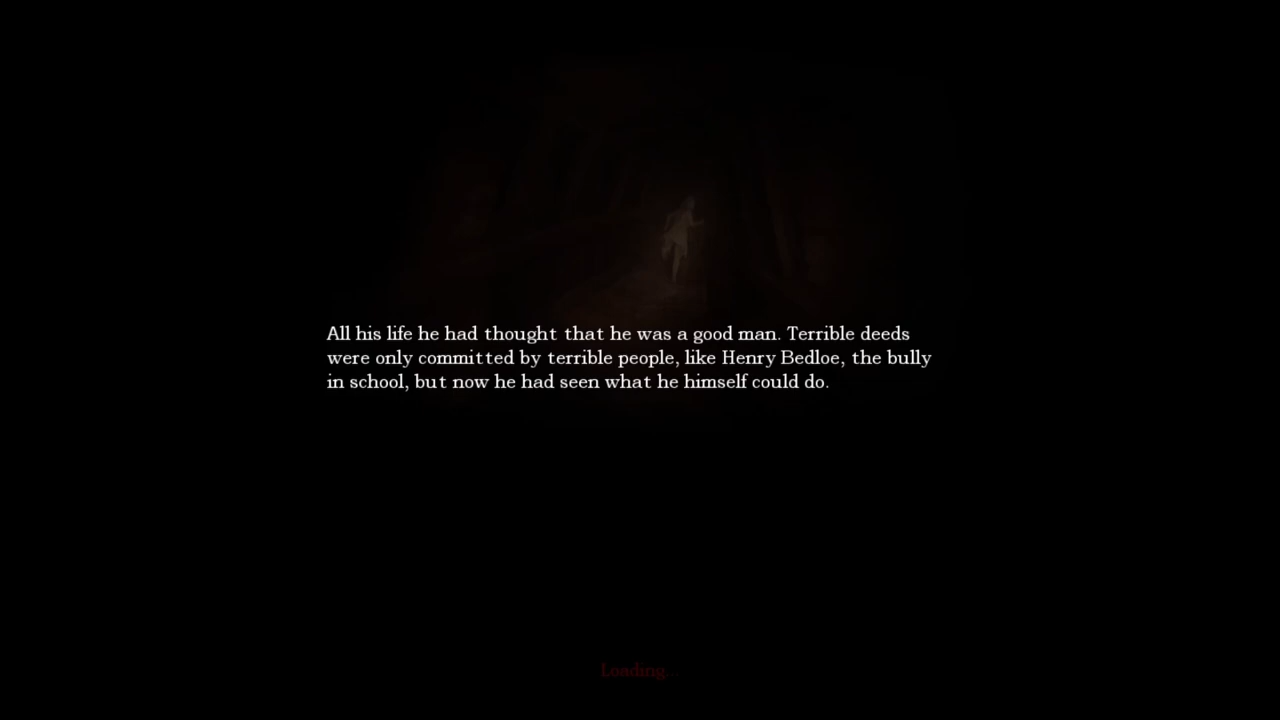 All his life he had thought that he was a good man. Terrible deeds
were only committed by terrible people, like Henry Bedloe, the bully
in school, but now he had seen what he himself could do.
Loading...